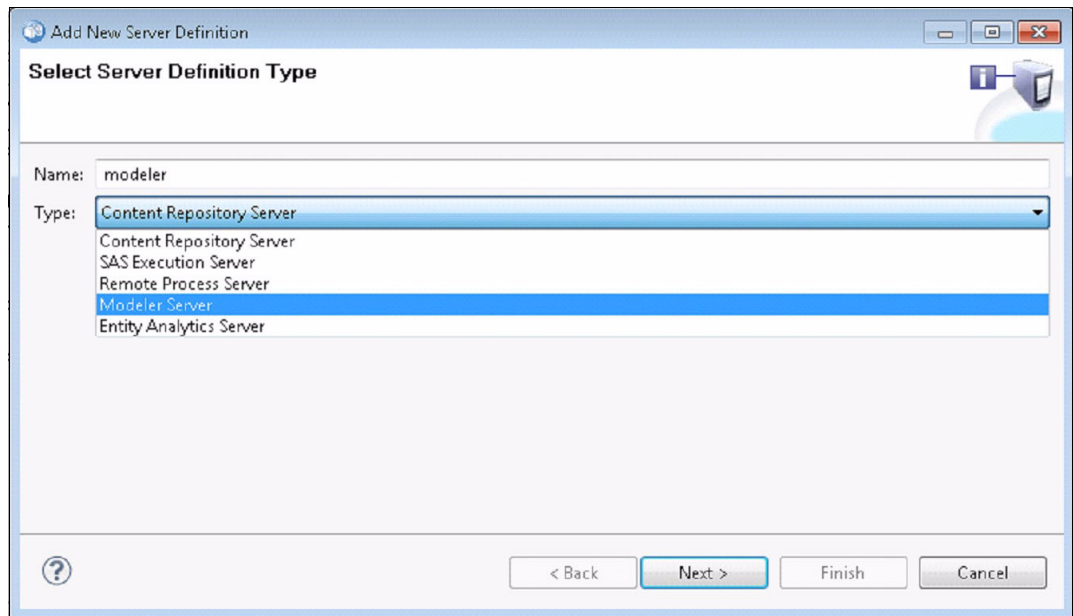 Add New Server Definition
Select Server Definition Type
Name: modeler
Type: Content Repository Server
Content Repository Server
SAS Execution Server
Remote Process Server
Modeler Server
Entity Analytics Server
< Back Next > Finish Cancel